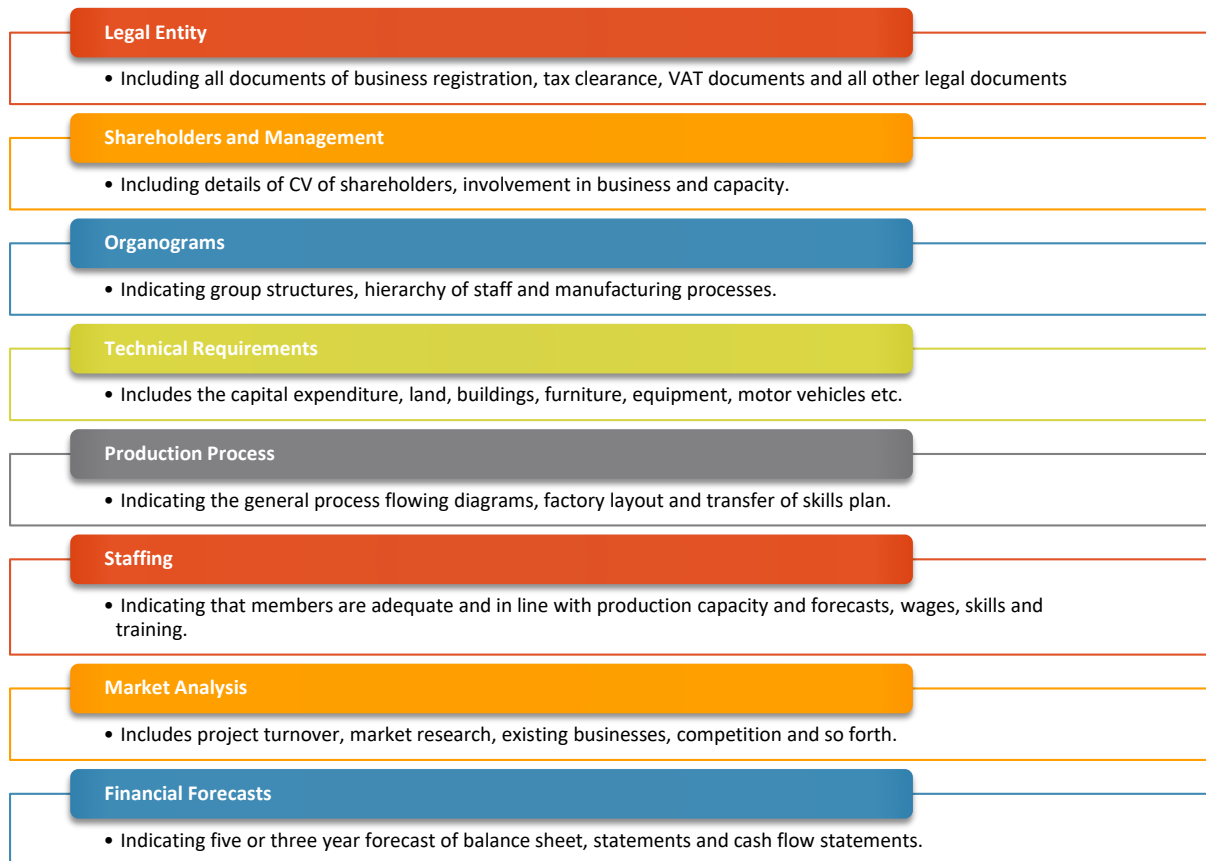 Legal Entity
• Including all documents of business registration, tax clearance, VAT documents and all other legal documents
Shareholders and Management
• Including details of CV of shareholders, involvement in business and capacity.
Organograms
• Indicating group structures, hierarchy of staff and manufacturing processes.
Technical Requirements
• Includes the capital expenditure, land, buildings, furniture, equipment, motor vehicles etc.
Production Process
• Indicating the general process flowing diagrams, factory layout and transfer of skills plan.
Staffing
• Indicating that members are adequate and in line with production capacity and forecasts, wages, skills and
training.
Market Analysis
• Includes project turnover, market research, existing businesses, competition and so forth.
Financial Forecasts
• Indicating five or three year forecast of balance sheet, statements and cash flow statements.